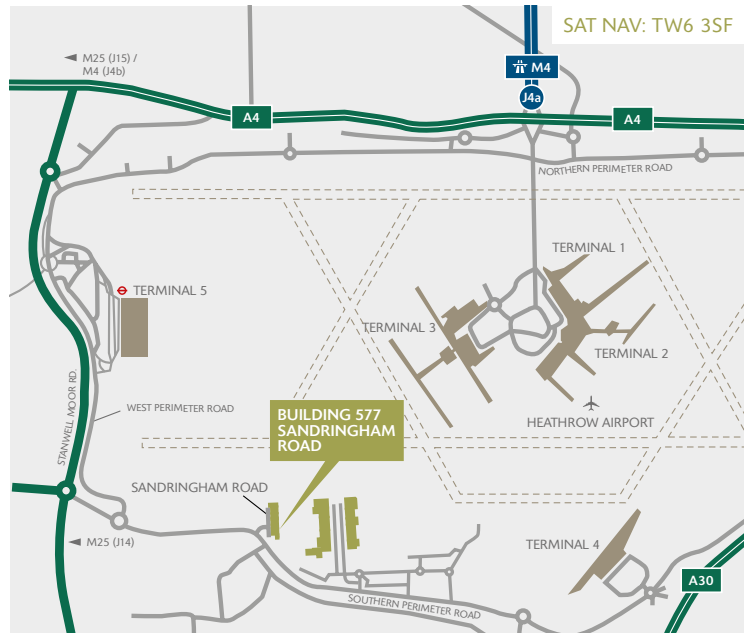 SAT NAV: TW6 3SF
M25 (J15) /
M4 (J4b)
M4
J4a
A4
A4
NORTHERN PERIMETER ROAD
TERMINAL 1
TERMINAL 5
TERMINAL 3
TERMINAL 2
STANWELL MOOR RD.
WEST PERIMETER ROAD
BUILDING 577
SANDRINGHAM
ROAD
HEATHROW AIRPORT
SANDRINGHAM ROAD
M25 (J14)
TERMINAL 4
A30
SOUTHERN PERIMETER ROAD